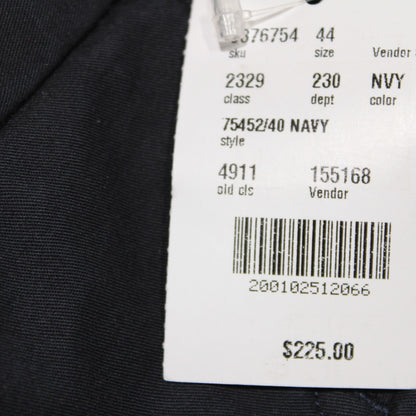 376754 44
sku size Vendor
2329 230 NVY
class dept color
75452/40 NAVY
style
4911 155168
old cls Vendor
200102512066
$225.00